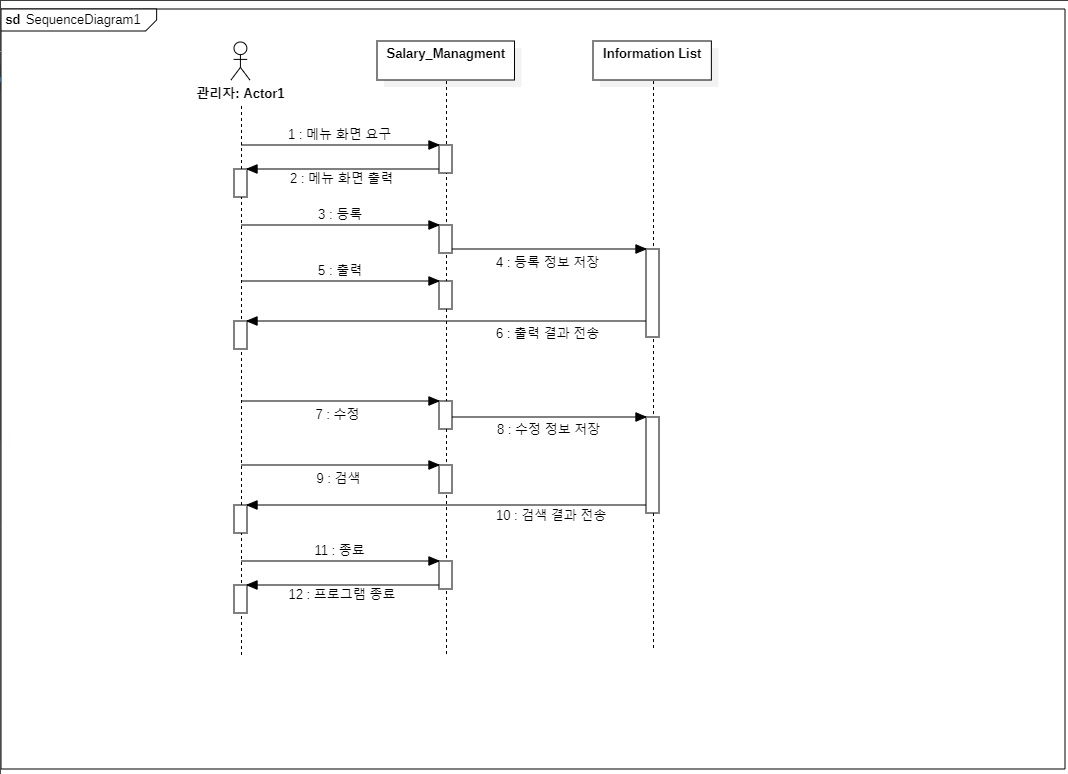 sd SequenceDiagram1
Salary_Managment
Information List
관리자: Actor1
1 : 메뉴 화면 요구
2 : 메뉴 화면 출력
3 : 등록
4 : 등록 정보 저장
5 : 출력
6 : 출력 결과 전송
7 : 수정
8 : 수정 정보 저장
9 : 검색
10 : 검색 결과 전송
11 : 종료
12 : 프로그램 종료